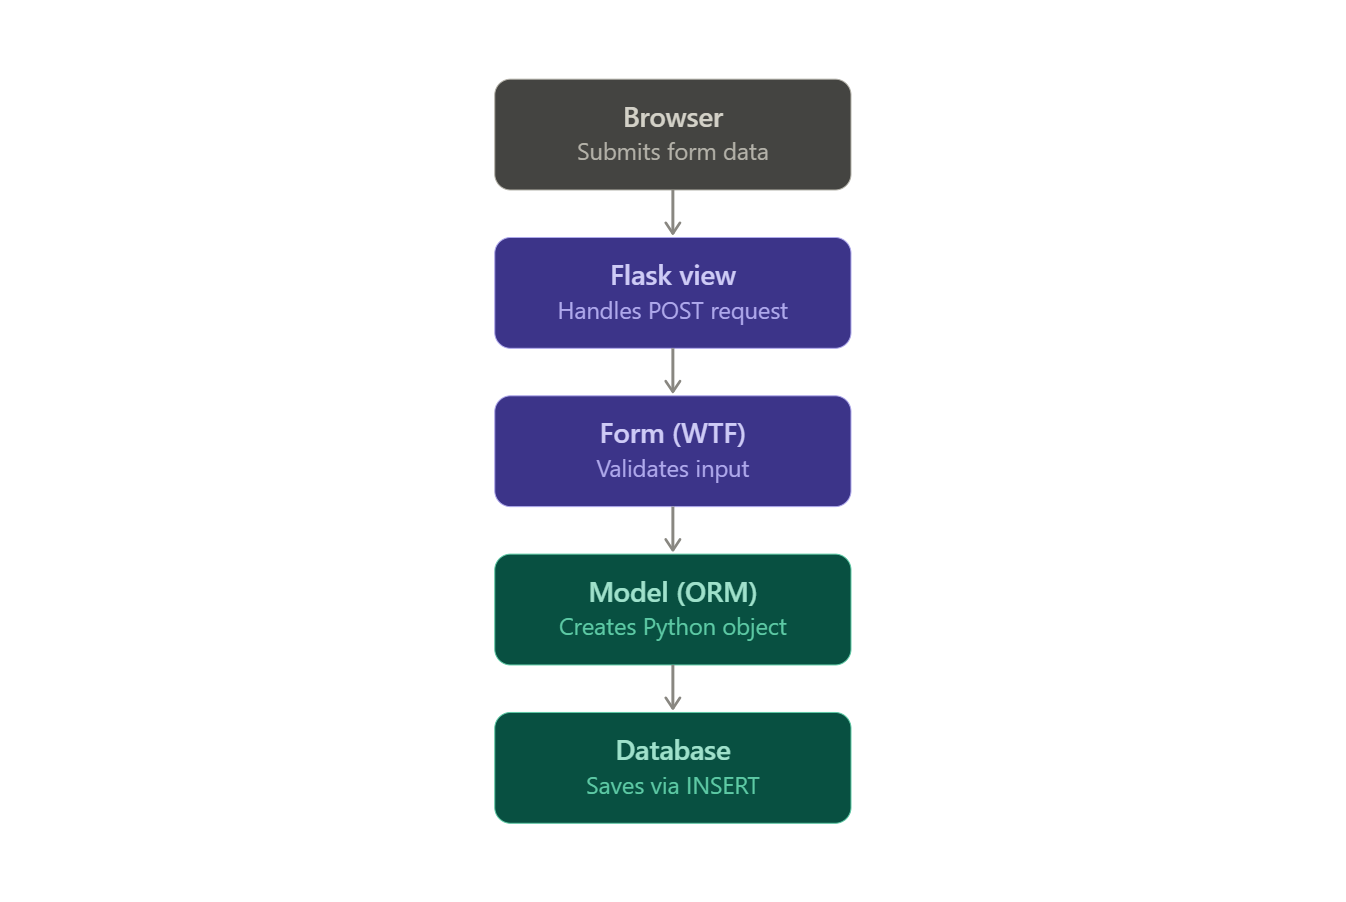 Browser
Submits form data
Flask view
Handles POST request
Form (WTF)
Validates input
Model (ORM)
Creates Python object
Database
Saves via INSERT